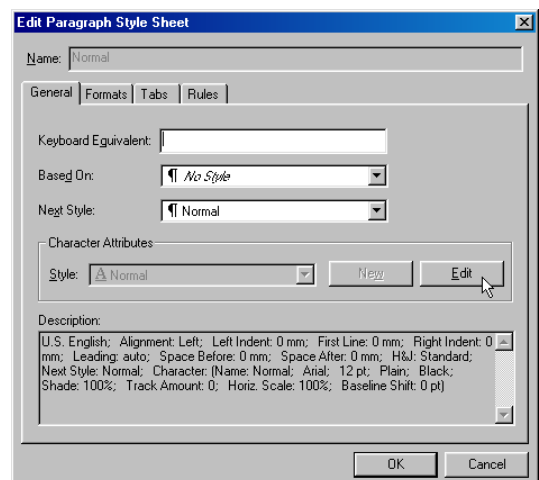 Edit Paragraph Style Sheet
Name: Normal
General Formats Tabs Rules
Keyboard Equivalent:
Based On: ¶ No Style
Next Style: ¶ Normal
Character Attributes
Style: A Normal New Edit
Description:
U.S. English; Alignment: Left; Left Indent: 0 mm; First Line: 0 mm; Right Indent: 0
mm; Leading: auto; Space Before: 0 mm; Space After: 0 mm; H&J: Standard;
Next Style: Normal; Character: (Name: Normal; Arial; 12 pt; Plain; Black;
Shade: 100%; Track Amount: 0; Horiz. Scale: 100%; Baseline Shift: 0 pt)
OK Cancel